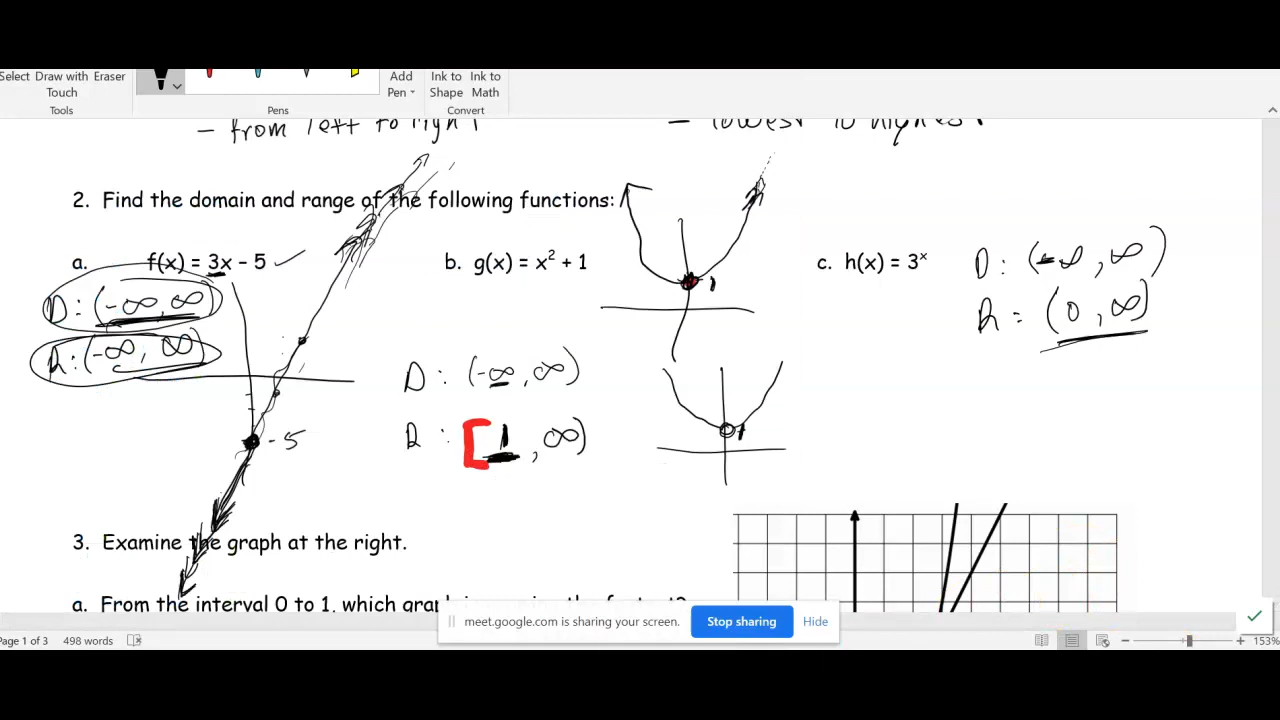 Select Draw with Eraser
Touch
Tools
Pens
Add
Pen
Ink to
Shape
Ink to
Math
Convert
- from left to right
- lowest to highest
2. Find the domain and range of the following functions:
a. f(x) = 3x - 5
D : (-∞, ∞)
R : (-∞, ∞)
-5
b. g(x) = x² + 1
1
D : (-∞, ∞)
R : [1, ∞)
1
c. h(x) = 3ˣ
D : (-∞, ∞)
R : (0, ∞)
3. Examine the graph at the right.
a. From the interval 0 to 1, which graph
meet.google.com is sharing your screen.
Stop sharing
Hide
Page 1 of 3 498 words
153%